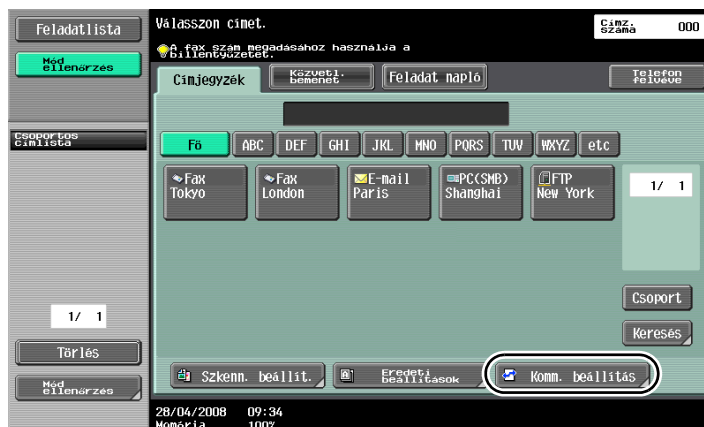 Feladatlista
Mód
ellenőrzés
Csoportos
címlista
1/ 1
Törlés
Mód
ellenőrzés
Válasszon címet.
Címz.
száma 000
A fax szám megadásához használja a
billentyűzetet.
Címjegyzék
Közvetl.
bemenet
Feladat napló
Telefon
felvéve
Fő ABC DEF GHI JKL MNO PQRS TUV WXYZ etc
Fax
Tokyo
Fax
London
E-mail
Paris
PC(SMB)
Shanghai
FTP
New York
1/ 1
Csoport
Keresés
Szkenn. beállít.
Eredeti
beállítások
Komm. beállítás
28/04/2008 09:34
Memória 100%